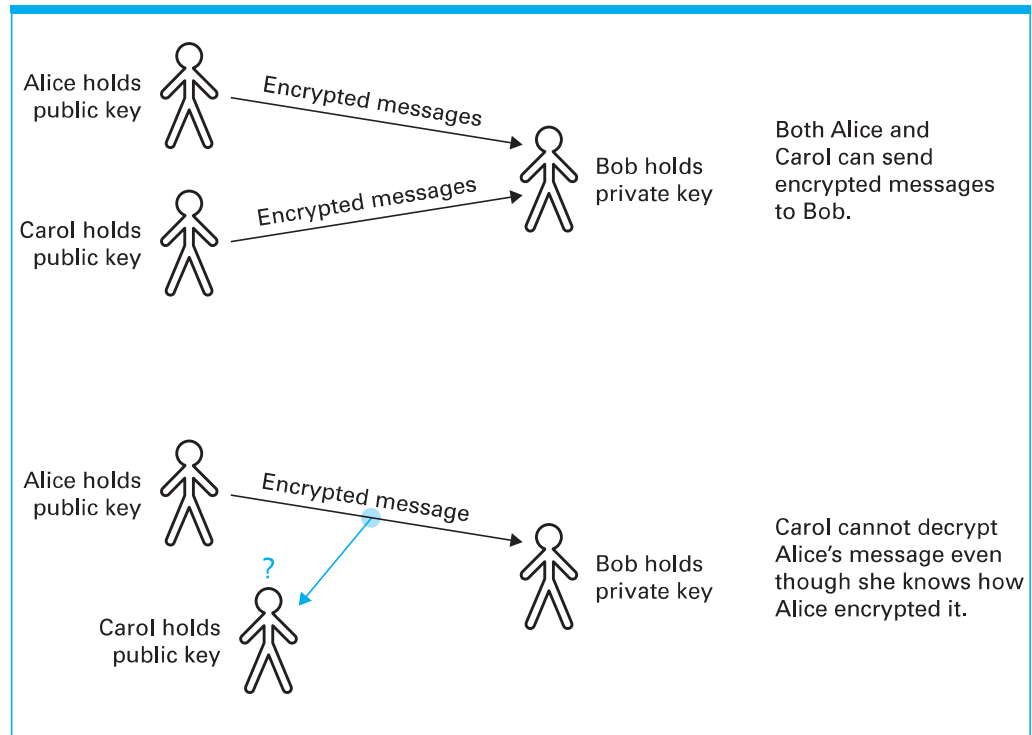 Alice holds
public key
Encrypted messages
Carol holds
public key
Encrypted messages
Bob holds
private key
Both Alice and
Carol can send
encrypted messages
to Bob.
Alice holds
public key
Encrypted message
?
Carol holds
public key
Bob holds
private key
Carol cannot decrypt
Alice’s message even
though she knows how
Alice encrypted it.